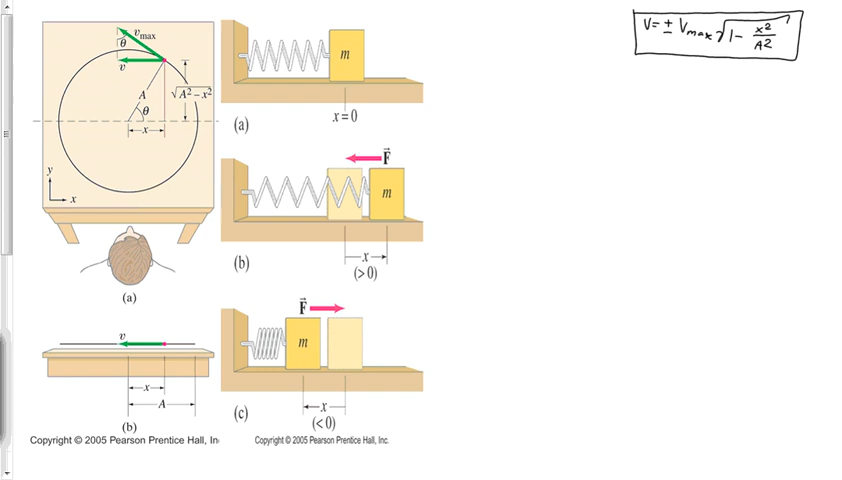 v_max
θ
v
A
√A² − x²
θ
x
y
x
(a)
v
x
A
(b)
Copyright © 2005 Pearson Prentice Hall, In
m
x = 0
(a)
F⃗
m
x
(> 0)
(b)
F⃗
m
x
(< 0)
(c)
Copyright © 2005 Pearson Prentice Hall, Inc.
V = ± V_max √1 − x²/A²